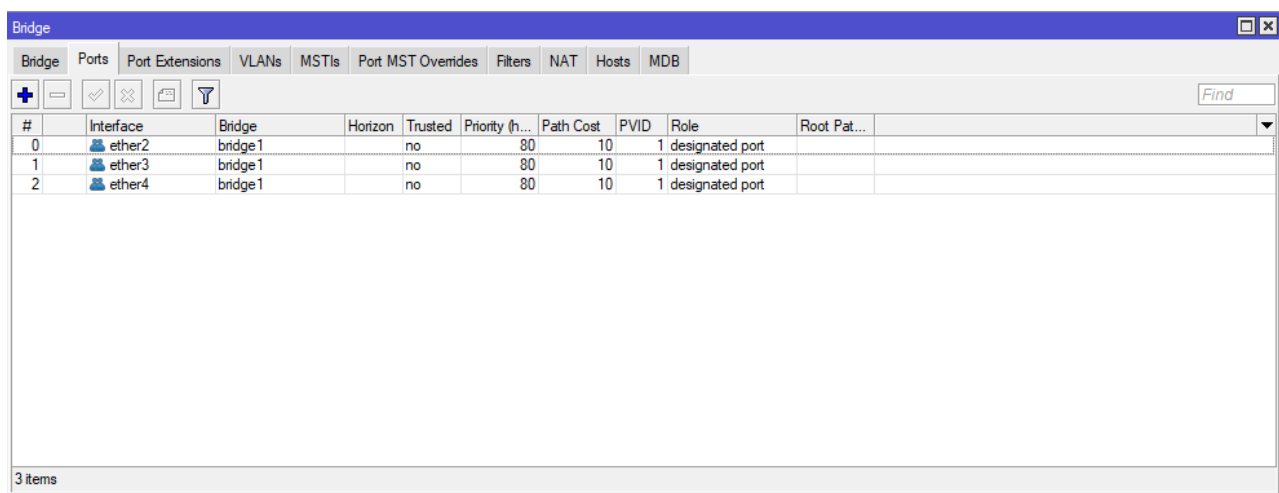 Bridge
Bridge Ports Port Extensions VLANs MSTIs Port MST Overrides Filters NAT Hosts MDB
Find
# Interface Bridge Horizon Trusted Priority (h... Path Cost PVID Role Root Pat...
0 ether2 bridge1 no 80 10 1 designated port
1 ether3 bridge1 no 80 10 1 designated port
2 ether4 bridge1 no 80 10 1 designated port
3 items